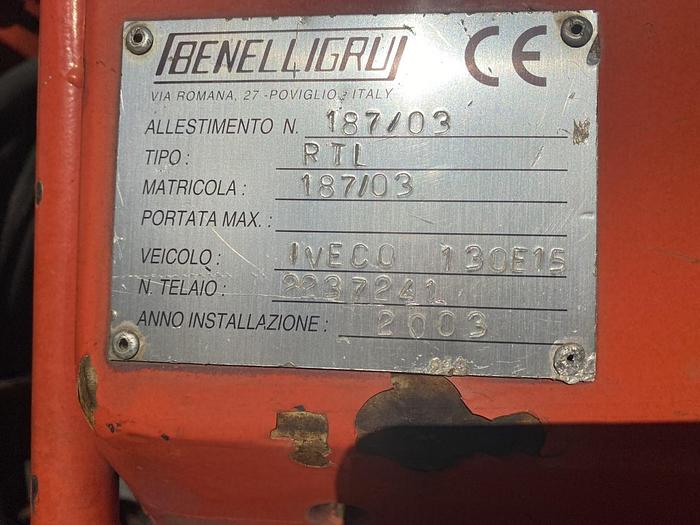 BENELLIGRU CE
VIA ROMANA, 27 - POVIGLIO - ITALY
ALLESTIMENTO N. 187/03
TIPO: RTL
MATRICOLA: 187/03
PORTATA MAX.:
VEICOLO: IVECO 130E15
N. TELAIO: 2237241
ANNO INSTALLAZIONE: 2003